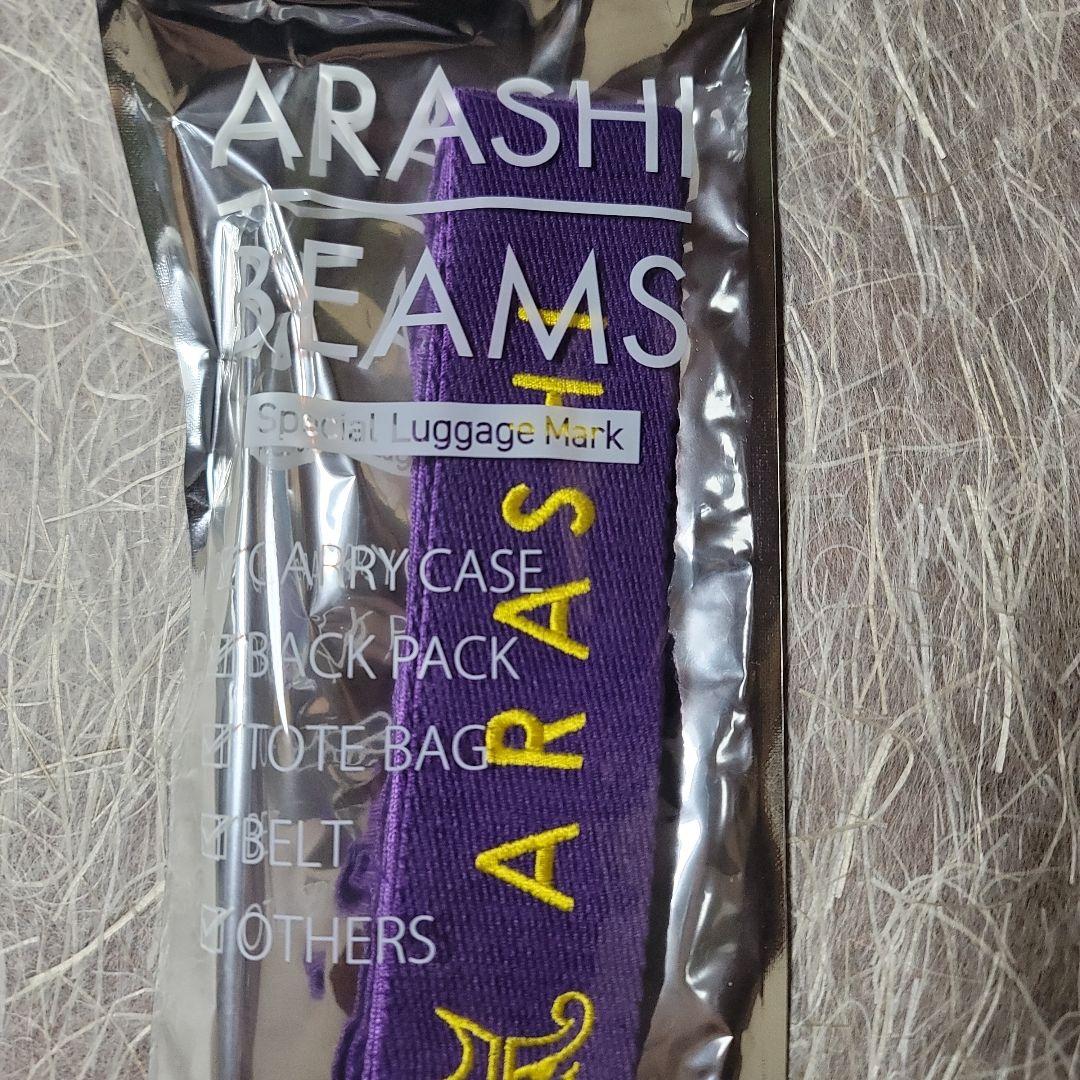 ARASHI
BEAMS
Special Luggage Mark
CARRY CASE
BACK PACK
TOTE BAG
BELT
OTHERS
ARASHI